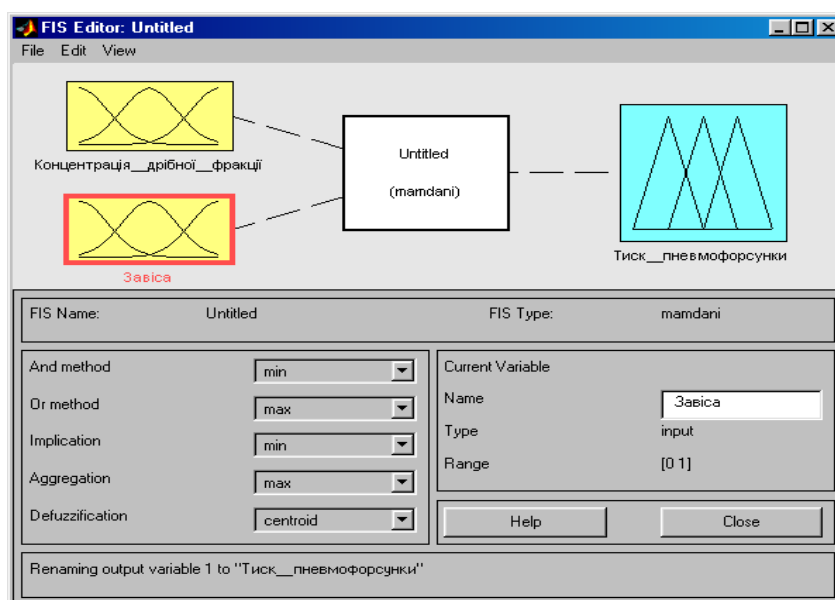 FIS Editor: Untitled
File Edit View
Концентрація__дрібної__фракції
Завіса
Untitled
(mamdani)
Тиск__пневмофорсунки
FIS Name: Untitled FIS Type: mamdani
And method min
Or method max
Implication min
Aggregation max
Defuzzification centroid
Current Variable
Name Завіса
Type input
Range [0 1]
Help Close
Renaming output variable 1 to "Тиск__пневмофорсунки"